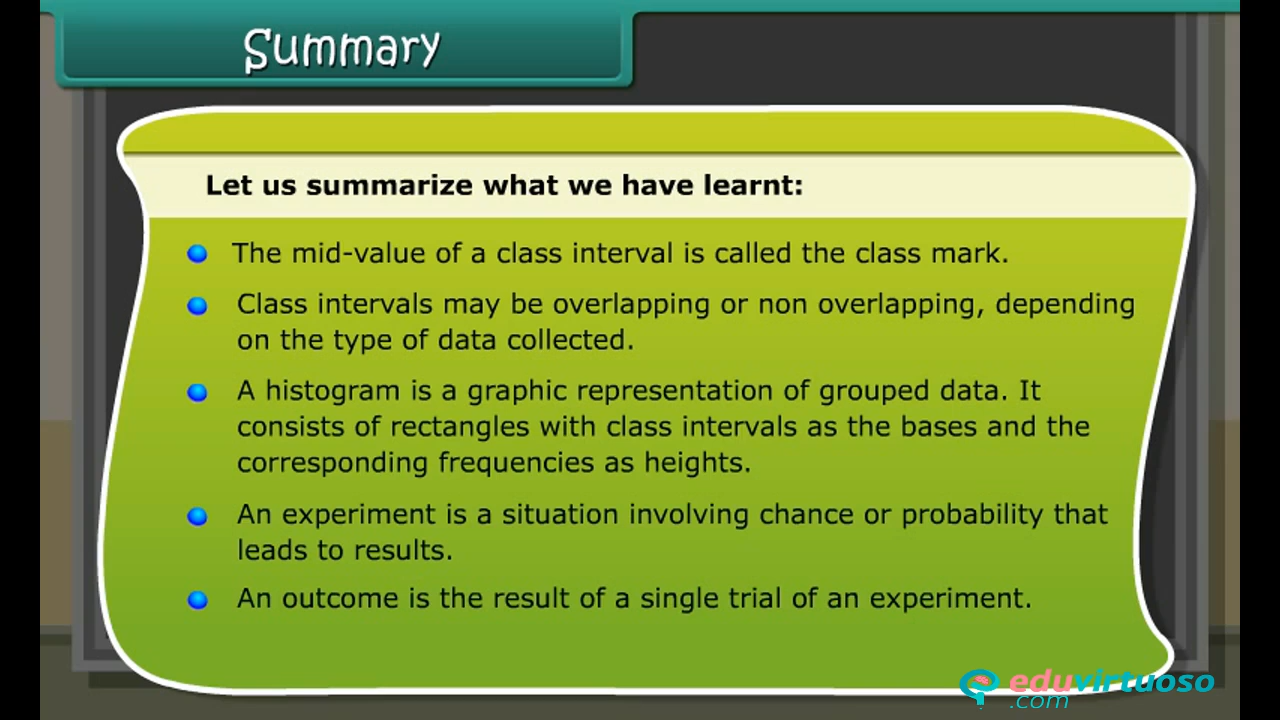 Summary
Let us summarize what we have learnt:
The mid-value of a class interval is called the class mark.
Class intervals may be overlapping or non overlapping, depending
on the type of data collected.
A histogram is a graphic representation of grouped data. It
consists of rectangles with class intervals as the bases and the
corresponding frequencies as heights.
An experiment is a situation involving chance or probability that
leads to results.
An outcome is the result of a single trial of an experiment.
eduvirtuoso
.com